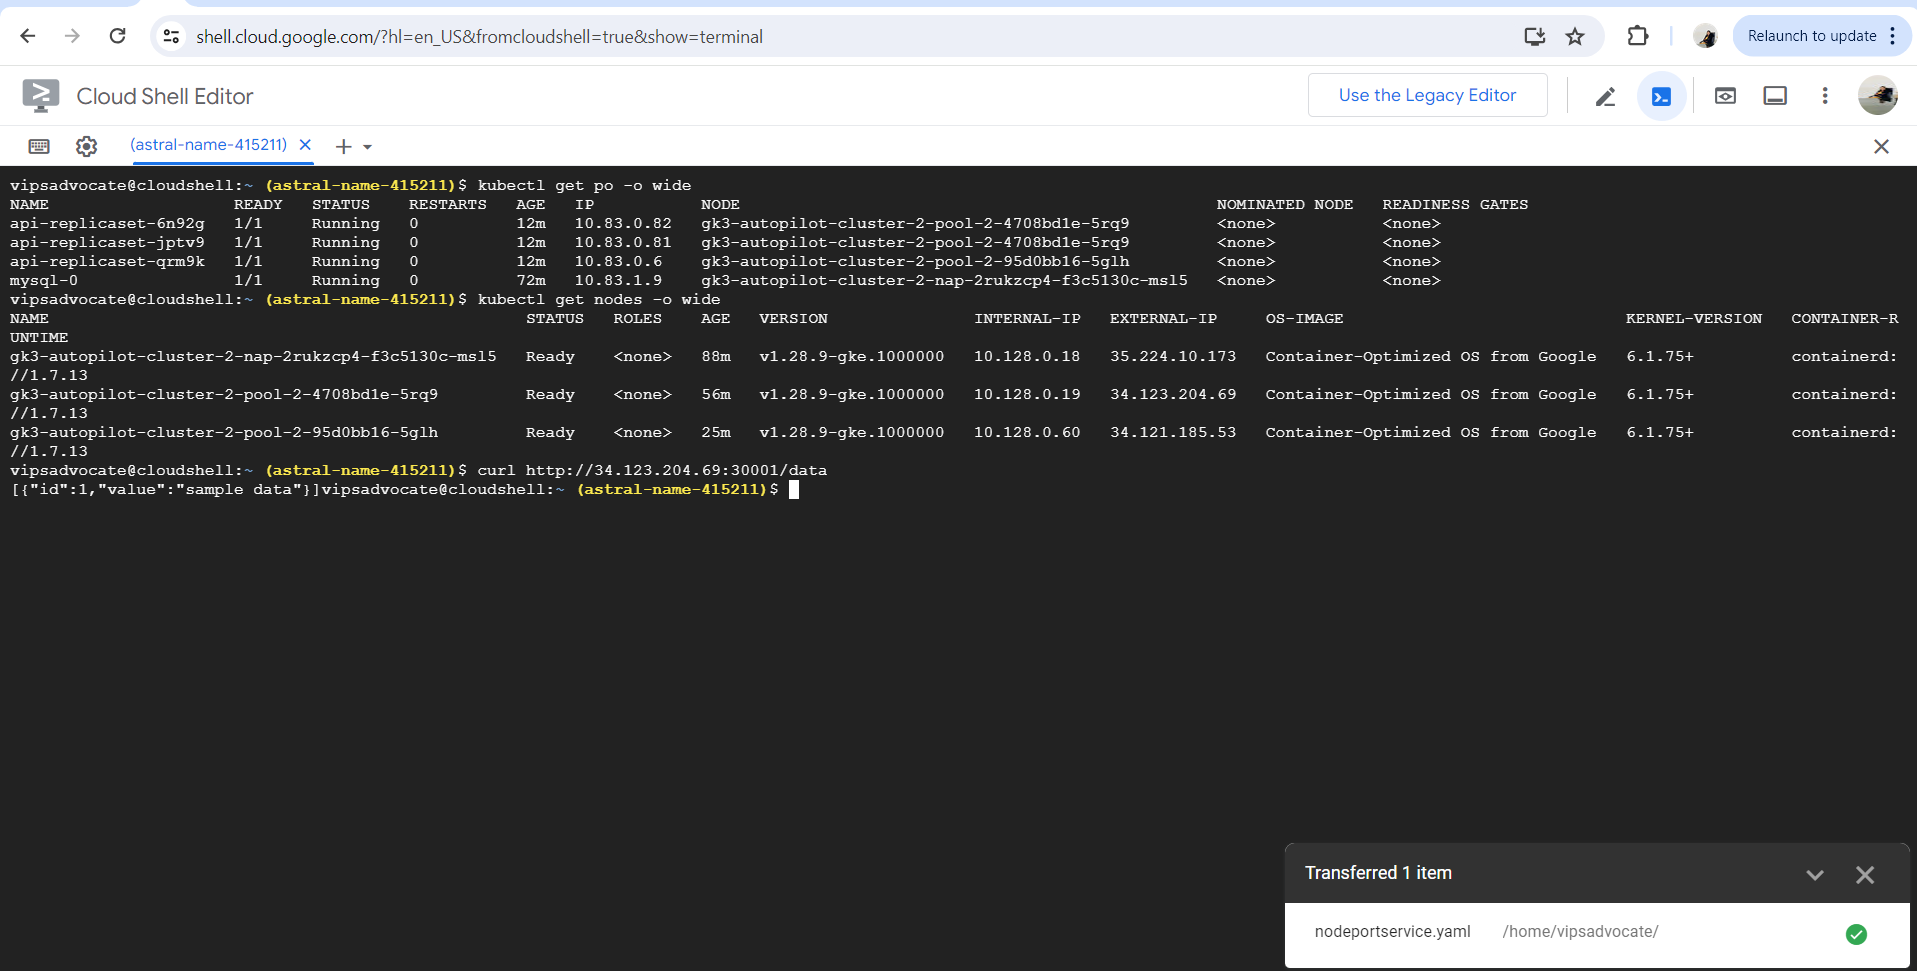 shell.cloud.google.com/?hl=en_US&fromcloudshell=true&show=terminal
Relaunch to update
Cloud Shell Editor
Use the Legacy Editor
(astral-name-415211)
vipsadvocate@cloudshell:~ (astral-name-415211)$ kubectl get po -o wide
NAME READY STATUS RESTARTS AGE IP NODE NOMINATED NODE READINESS GATES
api-replicaset-6n92g 1/1 Running 0 12m 10.83.0.82 gk3-autopilot-cluster-2-pool-2-4708bd1e-5rq9 <none> <none>
api-replicaset-jptv9 1/1 Running 0 12m 10.83.0.81 gk3-autopilot-cluster-2-pool-2-4708bd1e-5rq9 <none> <none>
api-replicaset-qrm9k 1/1 Running 0 12m 10.83.0.6 gk3-autopilot-cluster-2-pool-2-95d0bb16-5glh <none> <none>
mysql-0 1/1 Running 0 72m 10.83.1.9 gk3-autopilot-cluster-2-nap-2rukzcp4-f3c5130c-msl5 <none> <none>
vipsadvocate@cloudshell:~ (astral-name-415211)$ kubectl get nodes -o wide
NAME STATUS ROLES AGE VERSION INTERNAL-IP EXTERNAL-IP OS-IMAGE KERNEL-VERSION CONTAINER-R
UNTIME
gk3-autopilot-cluster-2-nap-2rukzcp4-f3c5130c-msl5 Ready <none> 88m v1.28.9-gke.1000000 10.128.0.18 35.224.10.173 Container-Optimized OS from Google 6.1.75+ containerd:
//1.7.13
gk3-autopilot-cluster-2-pool-2-4708bd1e-5rq9 Ready <none> 56m v1.28.9-gke.1000000 10.128.0.19 34.123.204.69 Container-Optimized OS from Google 6.1.75+ containerd:
//1.7.13
gk3-autopilot-cluster-2-pool-2-95d0bb16-5glh Ready <none> 25m v1.28.9-gke.1000000 10.128.0.60 34.121.185.53 Container-Optimized OS from Google 6.1.75+ containerd:
//1.7.13
vipsadvocate@cloudshell:~ (astral-name-415211)$ curl http://34.123.204.69:30001/data
[{"id":1,"value":"sample data"}]vipsadvocate@cloudshell:~ (astral-name-415211)$
Transferred 1 item
nodeportservice.yaml /home/vipsadvocate/